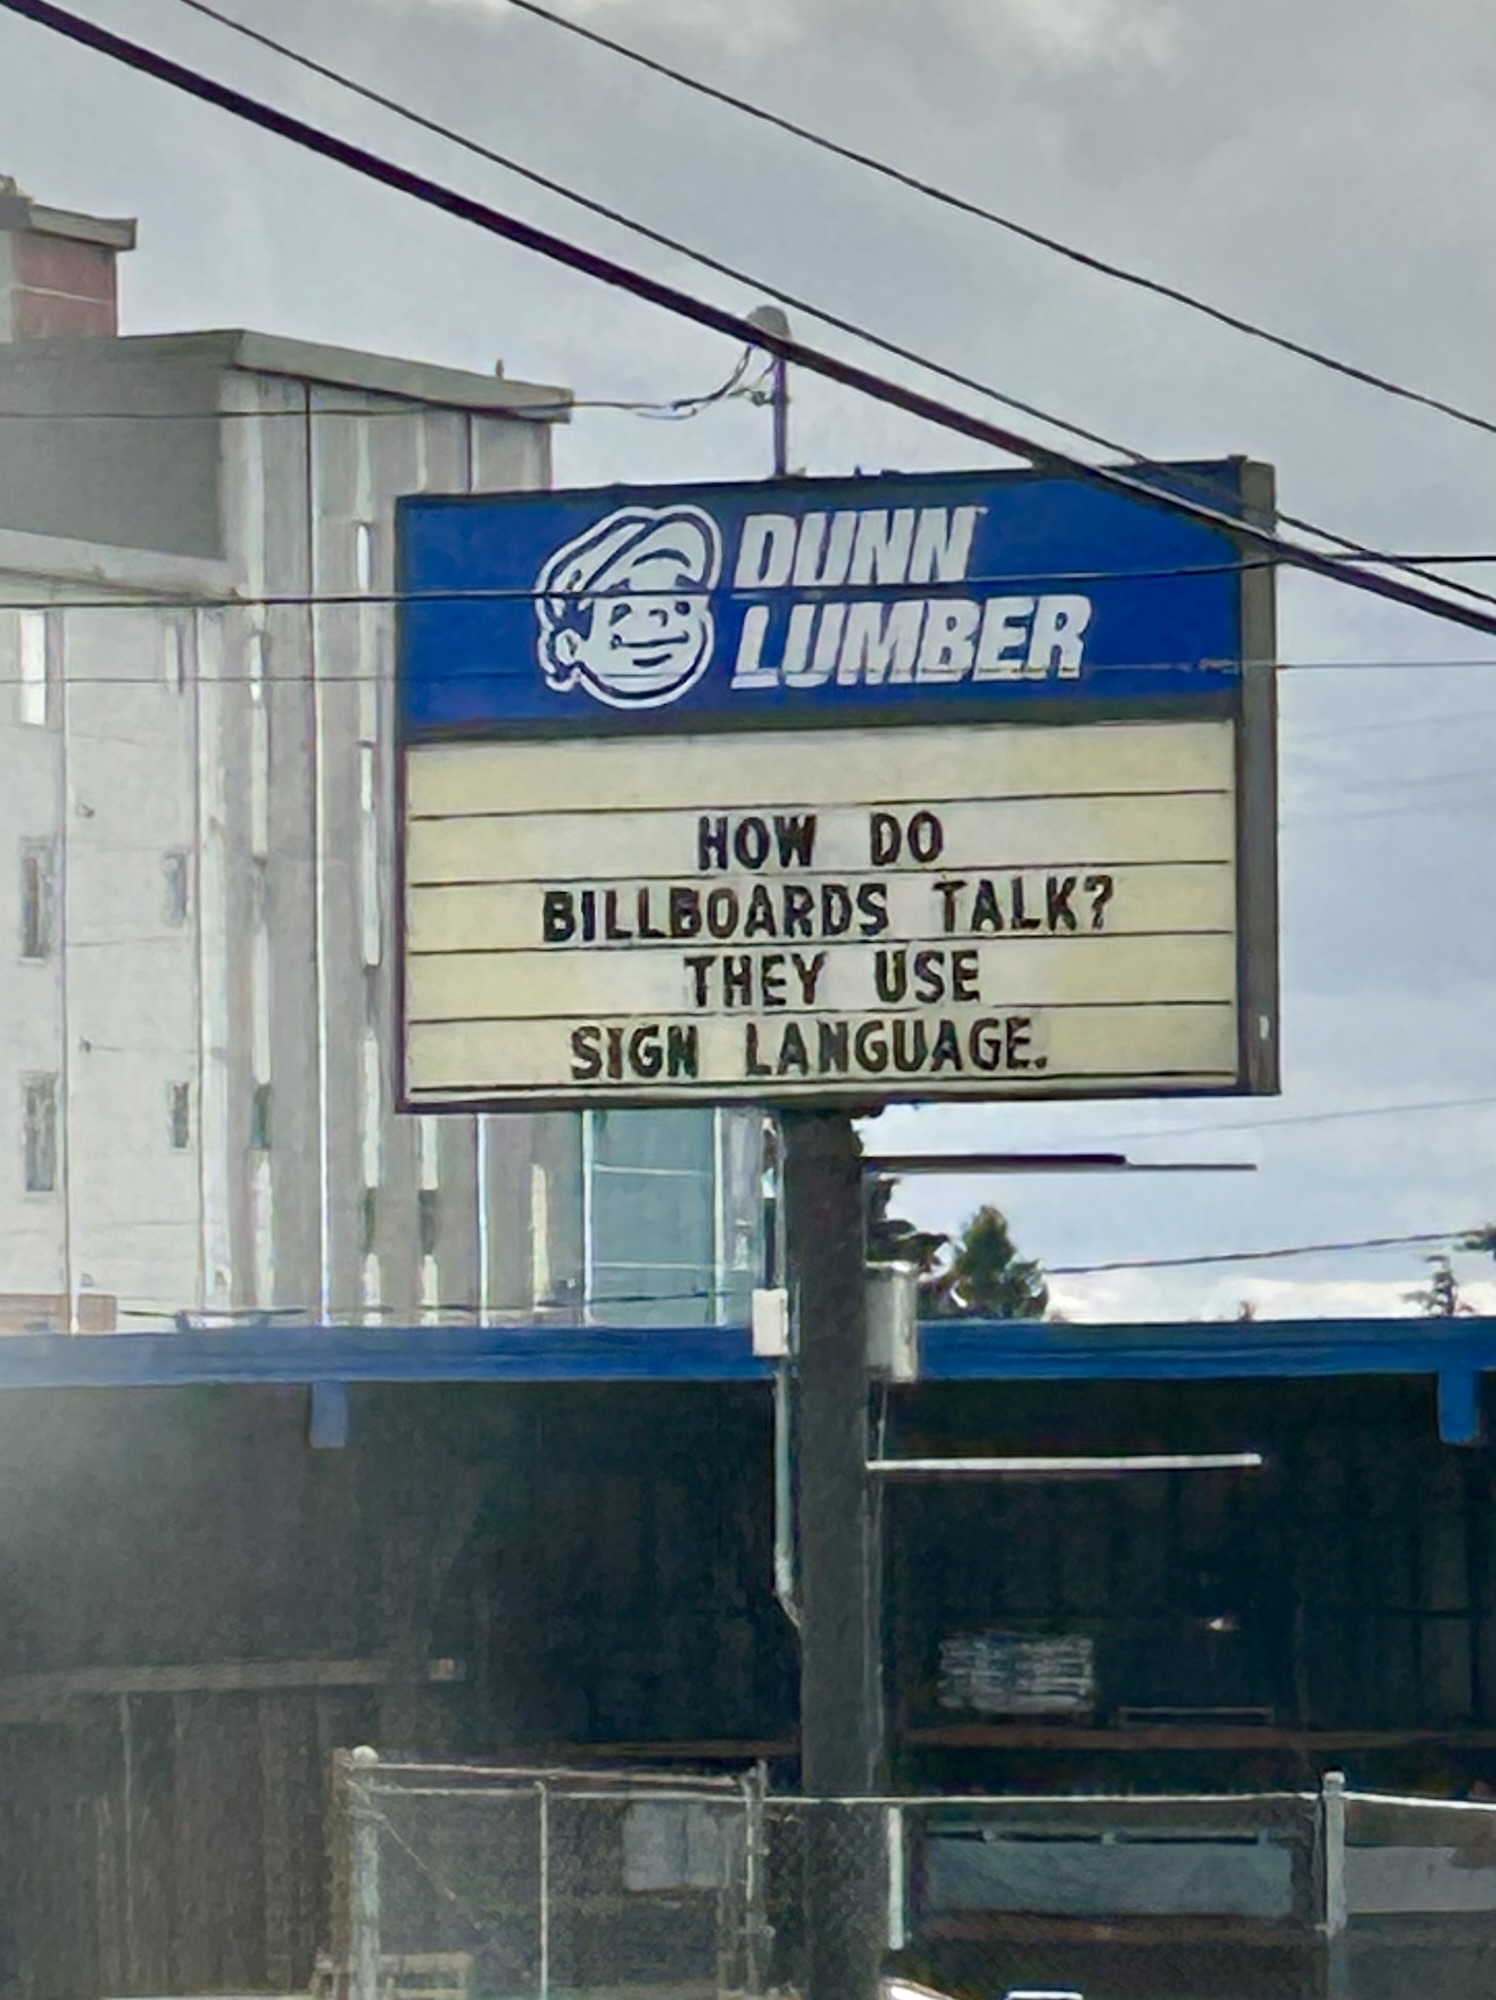 DUNN
LUMBER
HOW DO
BILLBOARDS TALK?
THEY USE
SIGN LANGUAGE.